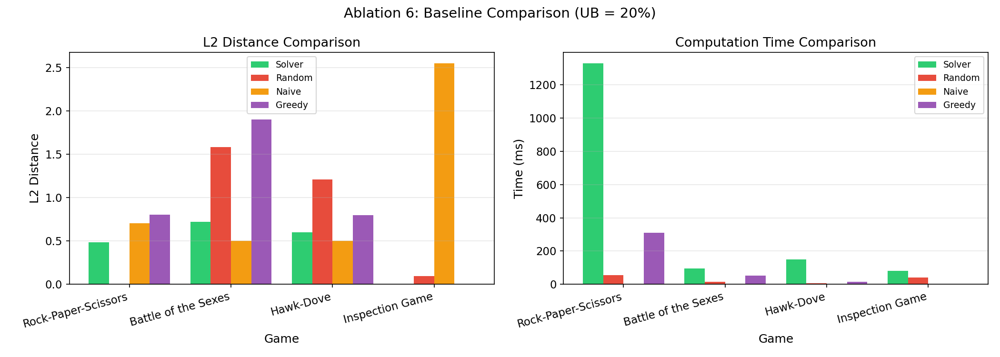 Ablation 6: Baseline Comparison (UB = 20%)
L2 Distance Comparison
2.5
2.0
1.5
1.0
0.5
0.0
L2 Distance
Solver
Random
Naive
Greedy
Rock-Paper-Scissors
Battle of the Sexes
Hawk-Dove
Inspection Game
Game
Computation Time Comparison
1200
1000
800
600
400
200
0
Time (ms)
Solver
Random
Naive
Greedy
Rock-Paper-Scissors
Battle of the Sexes
Hawk-Dove
Inspection Game
Game